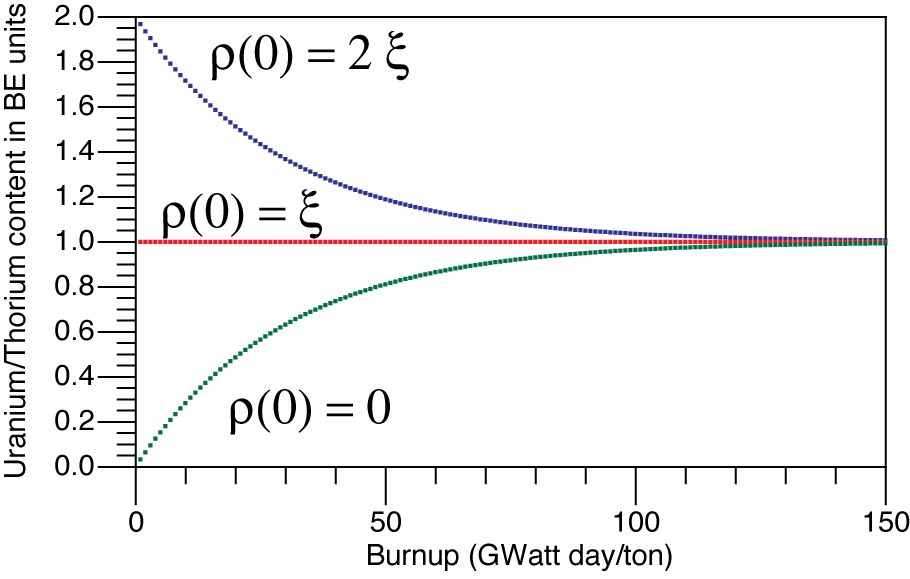 Uranium/Thorium content in BE units
2.0
1.8
1.6
1.4
1.2
1.0
0.8
0.6
0.4
0.2
0.0
ρ(0) = 2 ξ
ρ(0) = ξ
ρ(0) = 0
0 50 100 150
Burnup (GWatt day/ton)